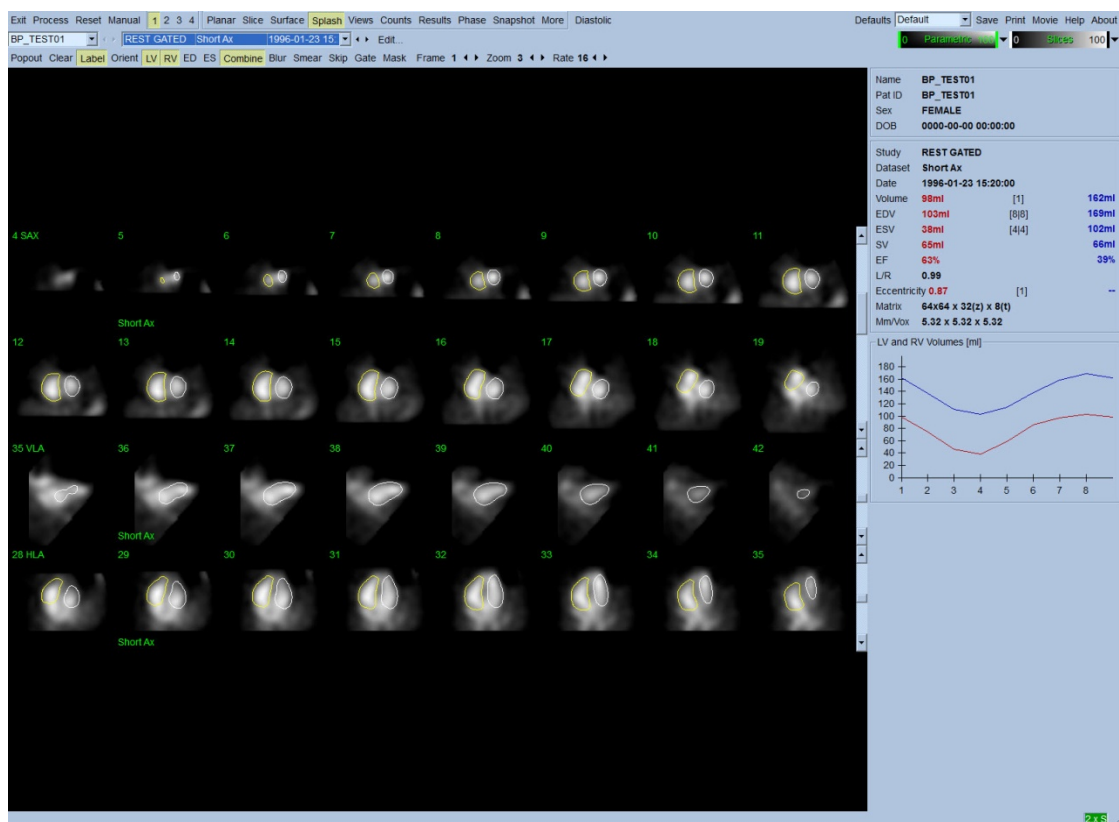 Exit Process Reset Manual 1 2 3 4 Planar Slice Surface Splash Views Counts Results Phase Snapshot More Diastolic Defaults Default Save Print Movie Help About
BP_TEST01 REST GATED Short Ax 1996-01-23 15: Edit... 0 Parametric 100 0 Slices 100
Popout Clear Label Orient LV RV ED ES Combine Blur Smear Skip Gate Mask Frame 1 Zoom 3 Rate 16
Name BP_TEST01
Pat ID BP_TEST01
Sex FEMALE
DOB 0000-00-00 00:00:00
Study REST GATED
Dataset Short Ax
Date 1996-01-23 15:20:00
Volume 98ml [1] 162ml
EDV 103ml [8|8] 169ml
ESV 38ml [4|4] 102ml
SV 65ml 66ml
EF 63% 39%
L/R 0.99
Eccentricity 0.87 [1] --
Matrix 64x64 x 32(z) x 8(t)
Mm/Vox 5.32 x 5.32 x 5.32
LV and RV Volumes [ml]
180
160
140
120
100
80
60
40
20
0
1 2 3 4 5 6 7 8
4 SAX 5 6 7 8 9 10 11
Short Ax
12 13 14 15 16 17 18 19
35 VLA 36 37 38 39 40 41 42
Short Ax
28 HLA 29 30 31 32 33 34 35
Short Ax
2 x S